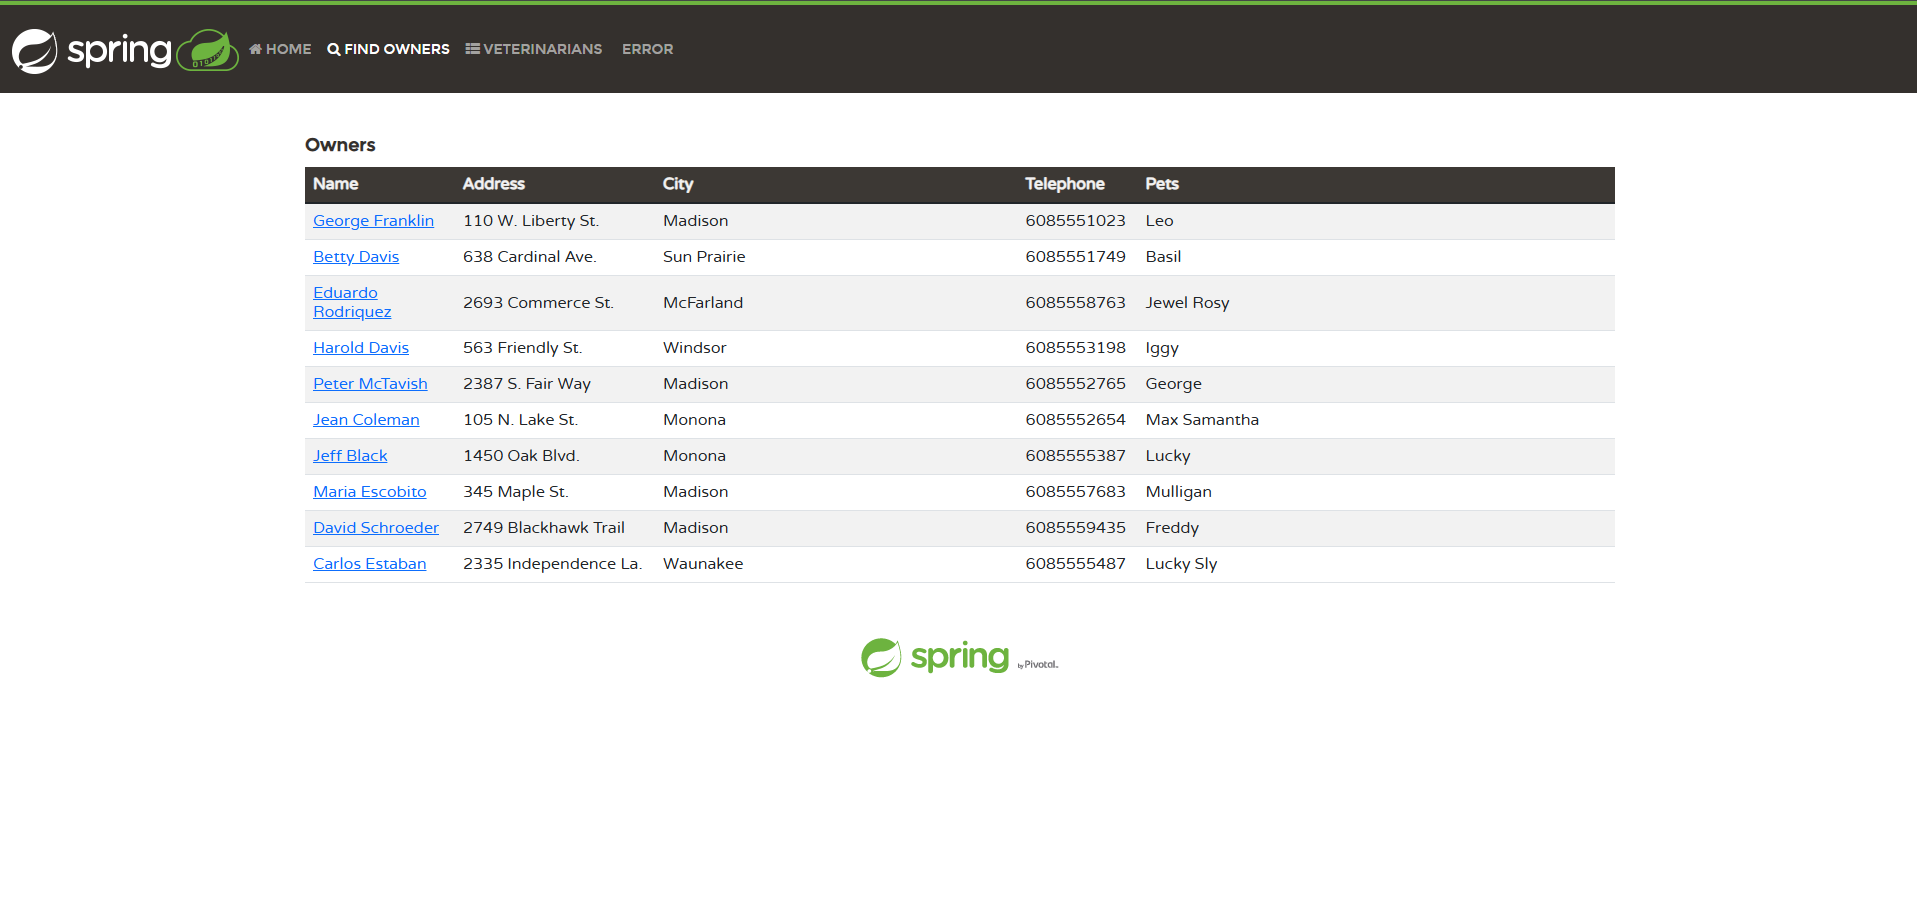 spring HOME FIND OWNERS VETERINARIANS ERROR
Owners
Name Address City Telephone Pets
George Franklin 110 W. Liberty St. Madison 6085551023 Leo
Betty Davis 638 Cardinal Ave. Sun Prairie 6085551749 Basil
Eduardo
Rodriquez 2693 Commerce St. McFarland 6085558763 Jewel Rosy
Harold Davis 563 Friendly St. Windsor 6085553198 Iggy
Peter McTavish 2387 S. Fair Way Madison 6085552765 George
Jean Coleman 105 N. Lake St. Monona 6085552654 Max Samantha
Jeff Black 1450 Oak Blvd. Monona 6085555387 Lucky
Maria Escobito 345 Maple St. Madison 6085557683 Mulligan
David Schroeder 2749 Blackhawk Trail Madison 6085559435 Freddy
Carlos Estaban 2335 Independence La. Waunakee 6085555487 Lucky Sly
spring by Pivotal.